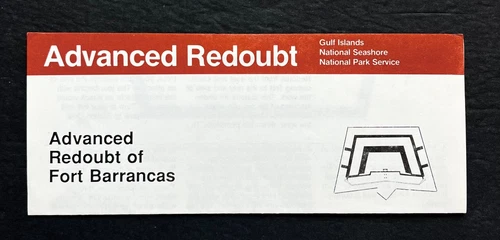 Advanced Redoubt
Gulf Islands
National Seashore
National Park Service
Advanced
Redoubt of
Fort Barrancas